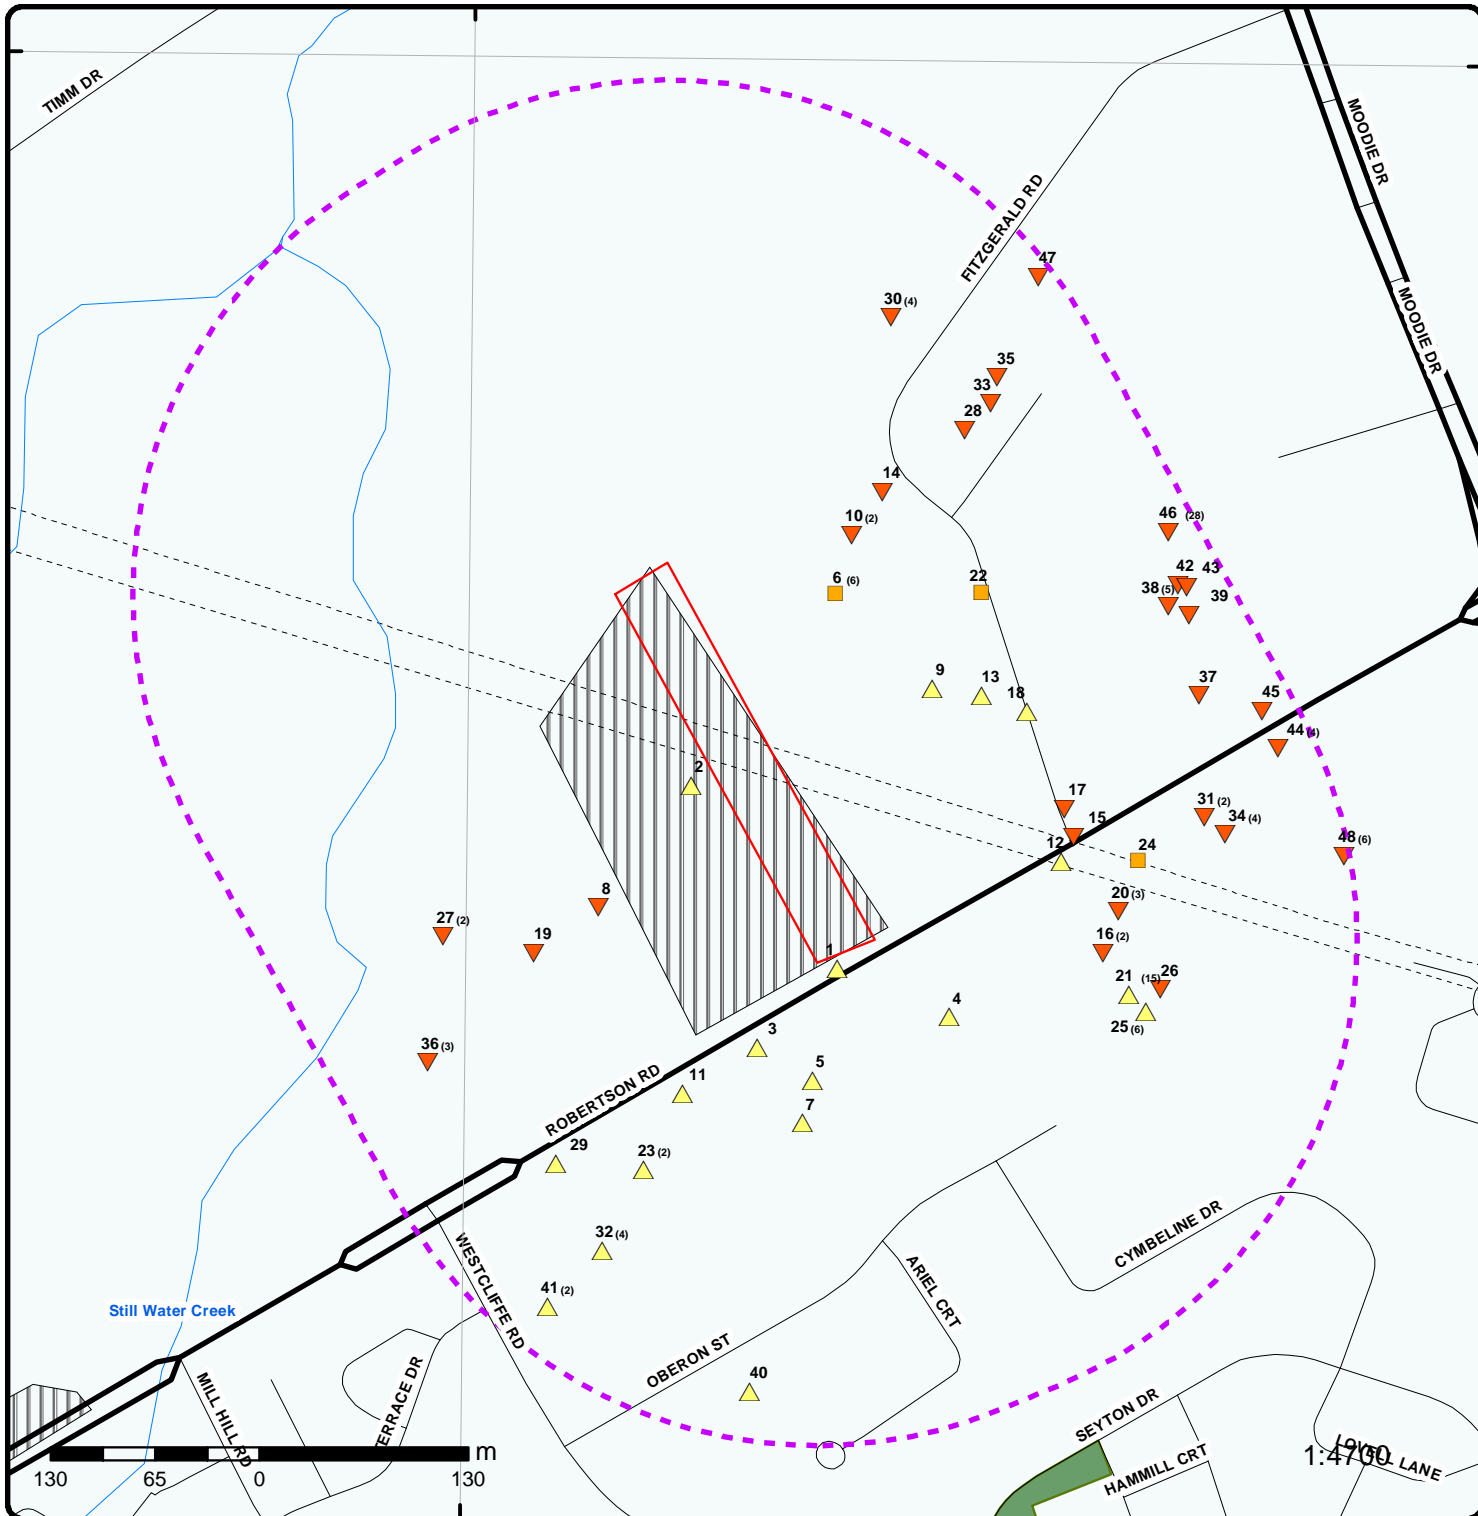 TIMM DR
MOODIE DR
FITZGERALD RD
47
30 (4)
MOODIE DR
35
33
28
14
10 (2)
46 (28)
6 (6)
22
42
43
38 (5)
39
9
13
18
37
45
44 (4)
2
17
15
31 (2)
34 (4)
12
24
48 (6)
8
20 (3)
27 (2)
19
16 (2)
1
21 (15)
26
4
25 (6)
3
36 (3)
5
11
ROBERTSON RD
7
29
23 (2)
32 (4)
WESTCLIFFE RD
CYMBELINE DR
ARIEL CRT
41 (2)
Still Water Creek
OBERON ST
40
MILL HILL RD
TERRACE DR
SEYTON DR
HAMMILL CRT
LOVELL LANE
1:4700
m
130 65 0 130